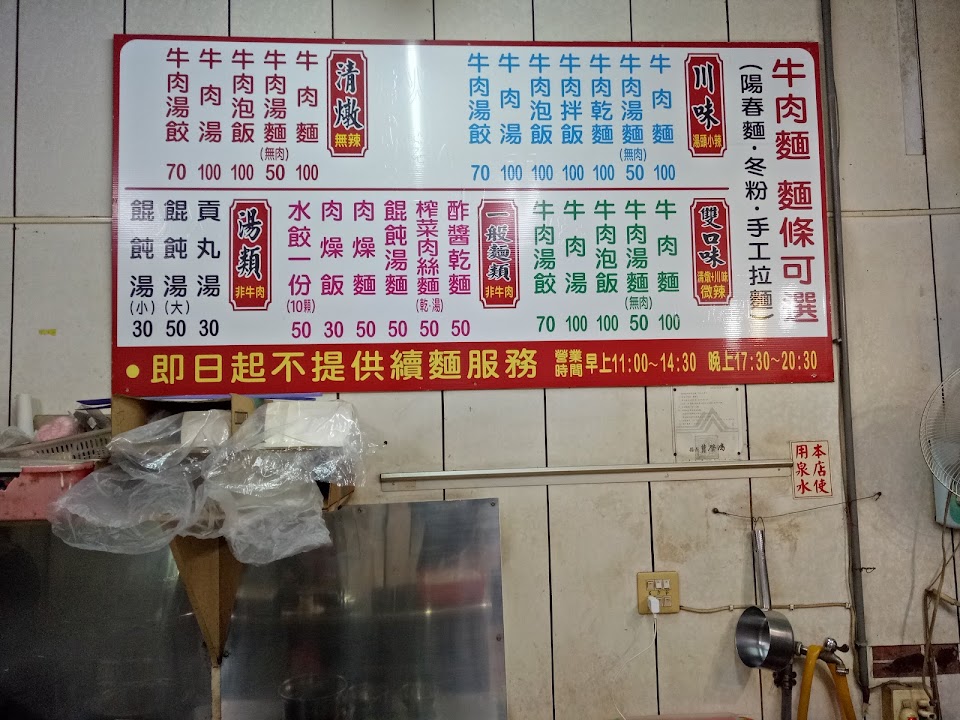 牛肉麵 麵條可選
(陽春麵·冬粉·手工拉麵)
川味
湯頭小辣
牛肉麵 100
牛肉湯麵(無肉) 50
牛肉乾麵 100
牛肉拌飯 100
牛肉泡飯 100
牛肉湯 100
牛肉湯餃 70
清燉
無辣
牛肉麵 100
牛肉湯麵(無肉) 50
牛肉泡飯 100
牛肉湯 100
牛肉湯餃 70
雙口味
清燉+川味
微辣
牛肉麵 100
牛肉湯麵(無肉) 50
牛肉泡飯 100
牛肉湯 100
牛肉湯餃 70
一般麵類
非牛肉
酢醬乾麵 50
榨菜肉絲麵(乾·湯) 50
餛飩湯麵 50
肉燥麵 50
肉燥飯 30
水餃一份(10顆) 50
湯類
非牛肉
貢丸湯 30
餛飩湯(大) 50
餛飩湯(小) 30
•即日起不提供續麵服務 營業時間 早上11:00~14:30 晚上17:30~20:30
本店使
用泉水